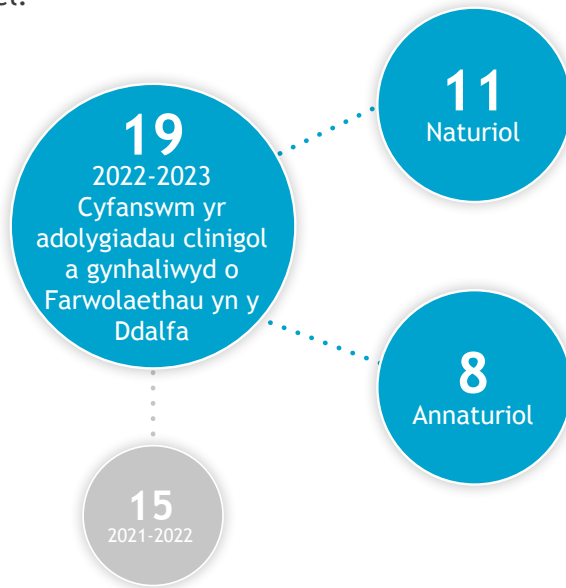 19
2022-2023
Cyfanswm yr
adolygiadau clinigol
a gynhaliwyd o
Farwolaethau yn y
Ddalfa
11
Naturiol
8
Annaturiol
15
2021-2022